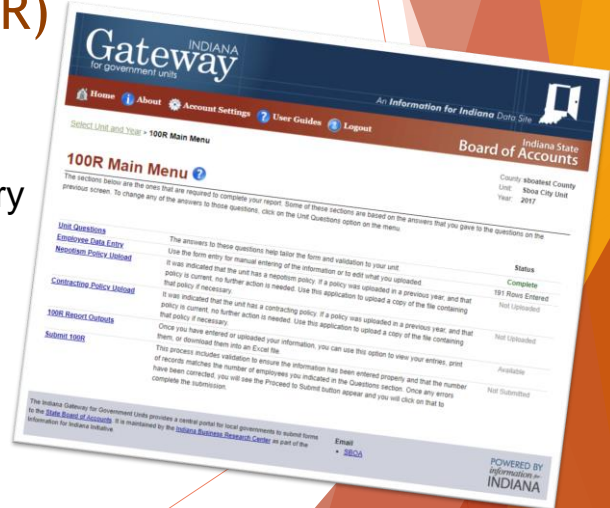 R)
ry
INDIANA
Gateway
for government units
An Information for Indiana Data Site
Home About Account Settings User Guides Logout
Indiana State
Board of Accounts
Select Unit and Year > 100R Main Menu
County: sboatest County
Unit: Sboa City Unit
Year: 2017
100R Main Menu
The sections below are the ones that are required to complete your report. Some of these sections are based on the answers that you gave to the questions on the
previous screen. To change any of the answers to those questions, click on the Unit Questions option on the menu.
Status
Unit Questions The answers to these questions help tailor the form and validation to your unit. Complete
Employee Data Entry Use the form entry for manual entering of the information or to edit what you uploaded. 191 Rows Entered
Nepotism Policy Upload It was indicated that the unit has a nepotism policy. If a policy was uploaded in a previous year, and that Not Uploaded
policy is current, no further action is needed. Use this application to upload a copy of the file containing
that policy if necessary.
Contracting Policy Upload It was indicated that the unit has a contracting policy. If a policy was uploaded in a previous year, and that Not Uploaded
policy is current, no further action is needed. Use this application to upload a copy of the file containing
that policy if necessary.
100R Report Outputs Once you have entered or uploaded your information, you can use this option to view your entries, print Available
them, or download them into an Excel file.
Submit 100R This process includes validation to ensure the information has been entered properly and that the number Not Submitted
of records matches the number of employees you indicated in the Questions section. Once any errors
have been corrected, you will see the Proceed to Submit button appear and you will click on that to
complete the submission.
The Indiana Gateway for Government Units provides a central portal for local governments to submit forms
to the State Board of Accounts. It is maintained by the Indiana Business Research Center as part of the
Information for Indiana Initiative.
Email
• SBOA
POWERED BY
information for
INDIANA